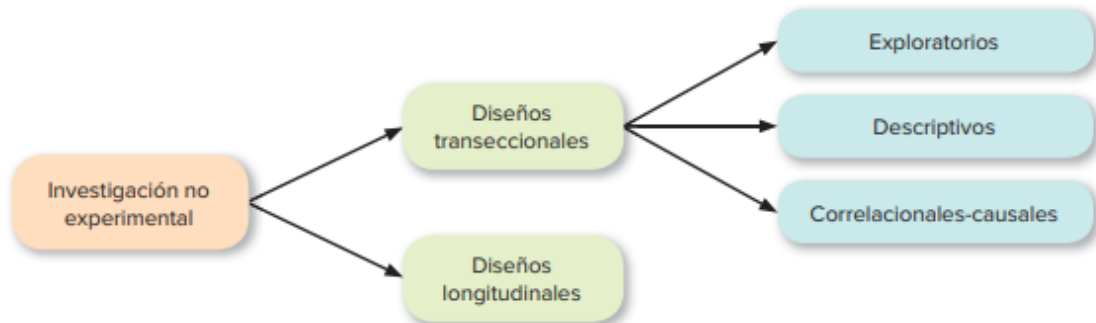 Investigación no
experimental
Diseños
transeccionales
Diseños
longitudinales
Exploratorios
Descriptivos
Correlacionales-causales